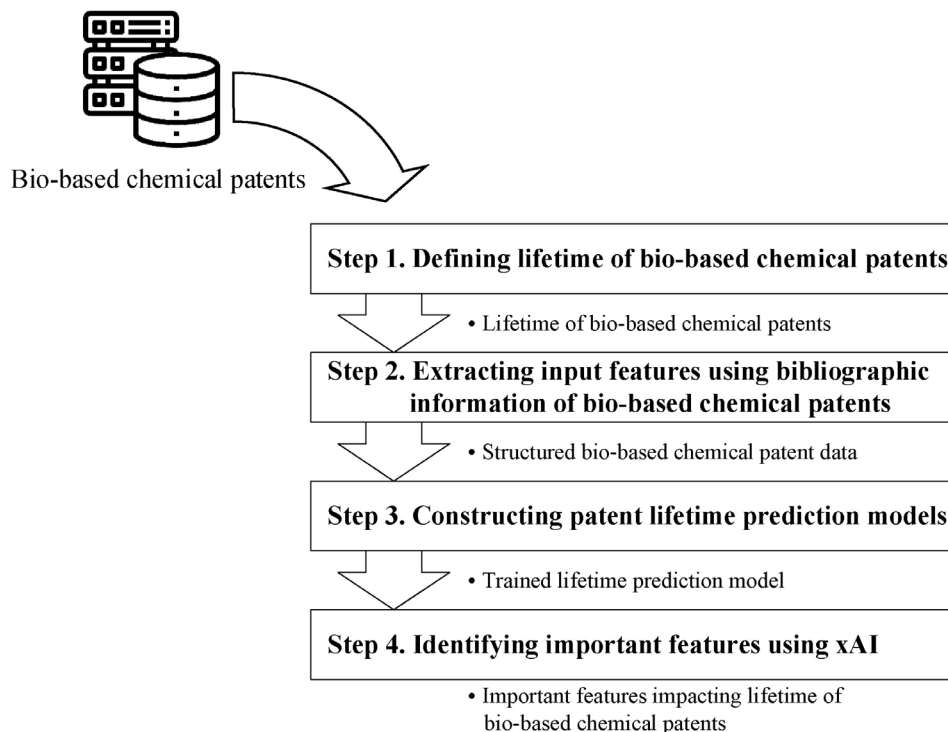 Bio-based chemical patents
Step 1. Defining lifetime of bio-based chemical patents
• Lifetime of bio-based chemical patents
Step 2. Extracting input features using bibliographic
information of bio-based chemical patents
• Structured bio-based chemical patent data
Step 3. Constructing patent lifetime prediction models
• Trained lifetime prediction model
Step 4. Identifying important features using xAI
• Important features impacting lifetime of
bio-based chemical patents